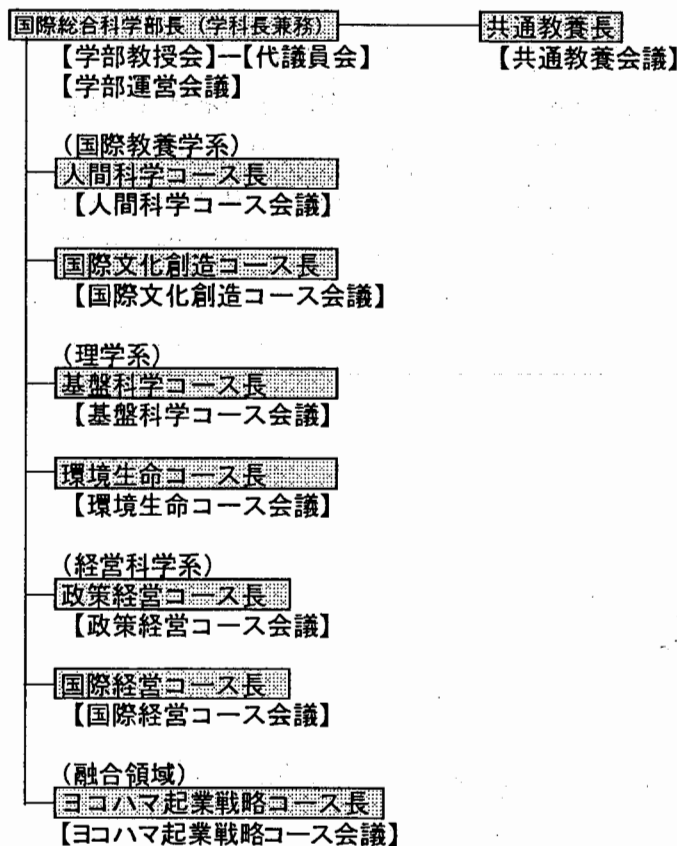 国際総合科学部長（学科長兼務） 共通教養長
【学部教授会】―【代議員会】 【共通教養会議】
【学部運営会議】
（国際教養学系）
人間科学コース長
【人間科学コース会議】
国際文化創造コース長
【国際文化創造コース会議】
（理学系）
基盤科学コース長
【基盤科学コース会議】
環境生命コース長
【環境生命コース会議】
（経営科学系）
政策経営コース長
【政策経営コース会議】
国際経営コース長
【国際経営コース会議】
（融合領域）
ヨコハマ起業戦略コース長
【ヨコハマ起業戦略コース会議】